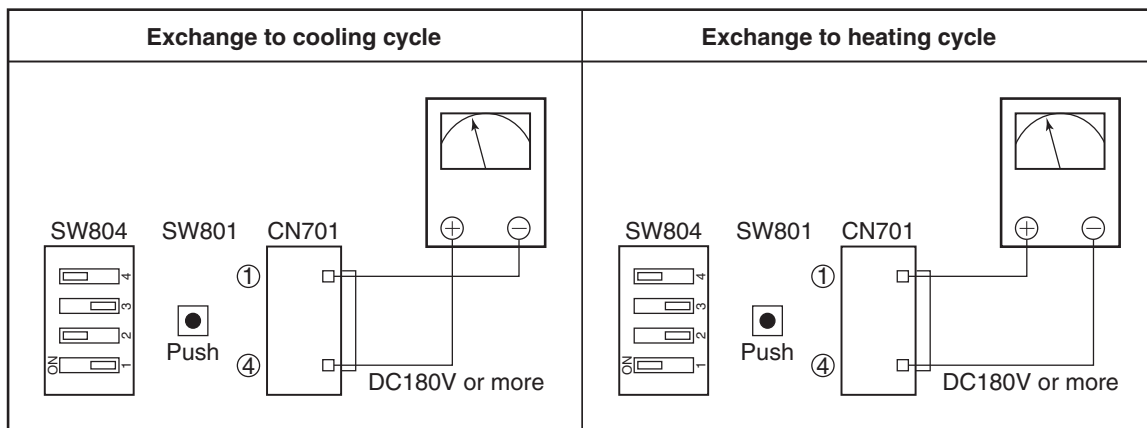 Exchange to cooling cycle
Exchange to heating cycle
+ −
SW804 SW801 CN701
4
3
2
1
ON
①
④
Push
DC180V or more
+ −
SW804 SW801 CN701
4
3
2
1
ON
①
④
Push
DC180V or more